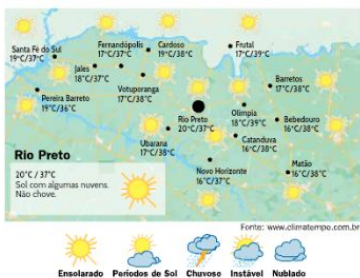 Santa Fé do Sul
19°C/37°C
Fernandópolis
17°C/37°C
Cardoso
19°C/38°C
Frutal
17°C/39°C
Jales
18°C/37°C
Votuporanga
17°C/38°C
Barretos
17°C/38°C
Pereira Barreto
19°C/36°C
Rio Preto
20°C/37°C
Olímpia
18°C/39°C
Bebedouro
16°C/38°C
Ubarana
17°C/38°C
Catanduva
16°C/38°C
Novo Horizonte
16°C/37°C
Matão
16°C/38°C
Rio Preto
20°C / 37°C
Sol com algumas nuvens.
Não chove.
Fonte: www.climatempo.com.br
Ensolarado Períodos de Sol Chuvoso Instável Nublado